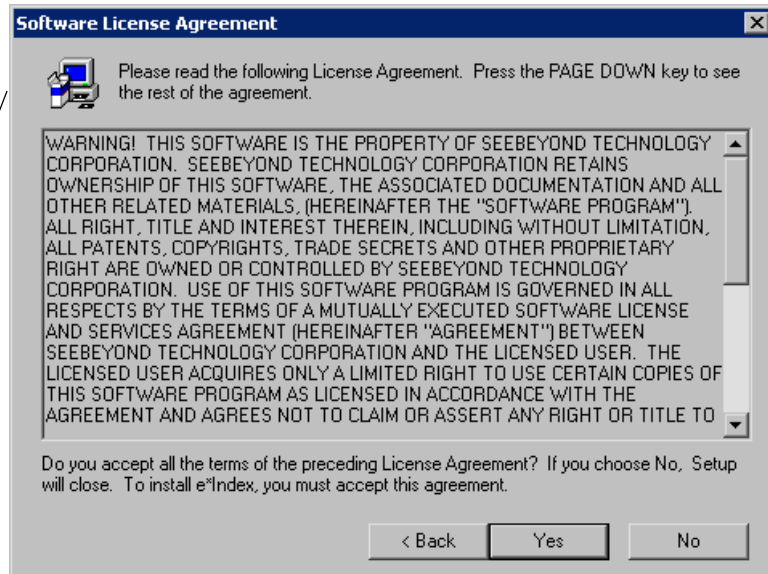 Software License Agreement
Please read the following License Agreement. Press the PAGE DOWN key to see
the rest of the agreement.
/
WARNING! THIS SOFTWARE IS THE PROPERTY OF SEEBEYOND TECHNOLOGY
CORPORATION. SEEBEYOND TECHNOLOGY CORPORATION RETAINS
OWNERSHIP OF THIS SOFTWARE, THE ASSOCIATED DOCUMENTATION AND ALL
OTHER RELATED MATERIALS, (HEREINAFTER THE "SOFTWARE PROGRAM").
ALL RIGHT, TITLE AND INTEREST THEREIN, INCLUDING WITHOUT LIMITATION,
ALL PATENTS, COPYRIGHTS, TRADE SECRETS AND OTHER PROPRIETARY
RIGHT ARE OWNED OR CONTROLLED BY SEEBEYOND TECHNOLOGY
CORPORATION. USE OF THIS SOFTWARE PROGRAM IS GOVERNED IN ALL
RESPECTS BY THE TERMS OF A MUTUALLY EXECUTED SOFTWARE LICENSE
AND SERVICES AGREEMENT (HEREINAFTER "AGREEMENT") BETWEEN
SEEBEYOND TECHNOLOGY CORPORATION AND THE LICENSED USER. THE
LICENSED USER ACQUIRES ONLY A LIMITED RIGHT TO USE CERTAIN COPIES OF
THIS SOFTWARE PROGRAM AS LICENSED IN ACCORDANCE WITH THE
AGREEMENT AND AGREES NOT TO CLAIM OR ASSERT ANY RIGHT OR TITLE TO
Do you accept all the terms of the preceding License Agreement? If you choose No, Setup
will close. To install e*Index, you must accept this agreement.
< Back
Yes
No